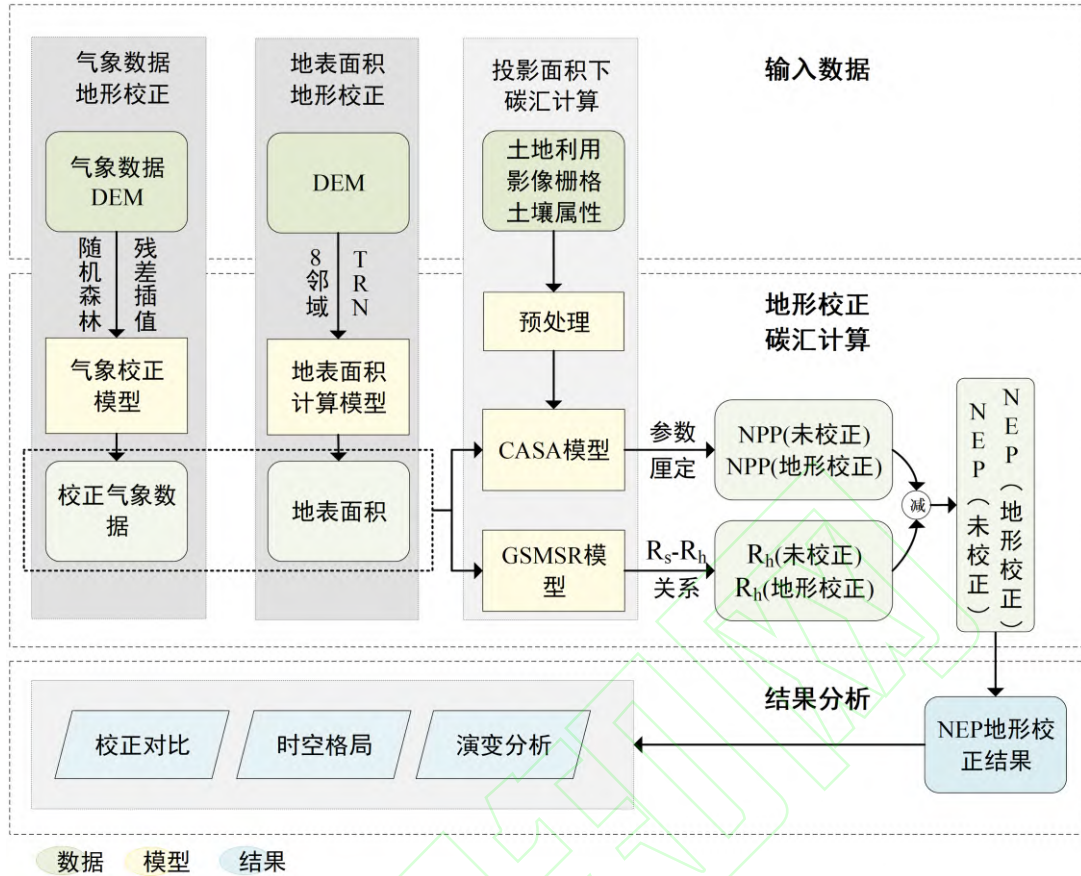 气象数据
地形校正
地表面积
地形校正
投影面积下
碳汇计算
输入数据
气象数据
DEM
DEM
土地利用
影像栅格
土壤属性
随机森林
残差插值
8邻域
TRN
预处理
地形校正
碳汇计算
气象校正
模型
地表面积
计算模型
CASA模型
参数
厘定
NPP(未校正)
NPP(地形校正)
减
NEP（未校正）
NEP（地形校正）
校正气象数
据
地表面积
GSMSR模
型
Rs-Rh
关系
Rh(未校正)
Rh(地形校正)
结果分析
校正对比
时空格局
演变分析
NEP地形校
正结果
数据
模型
结果